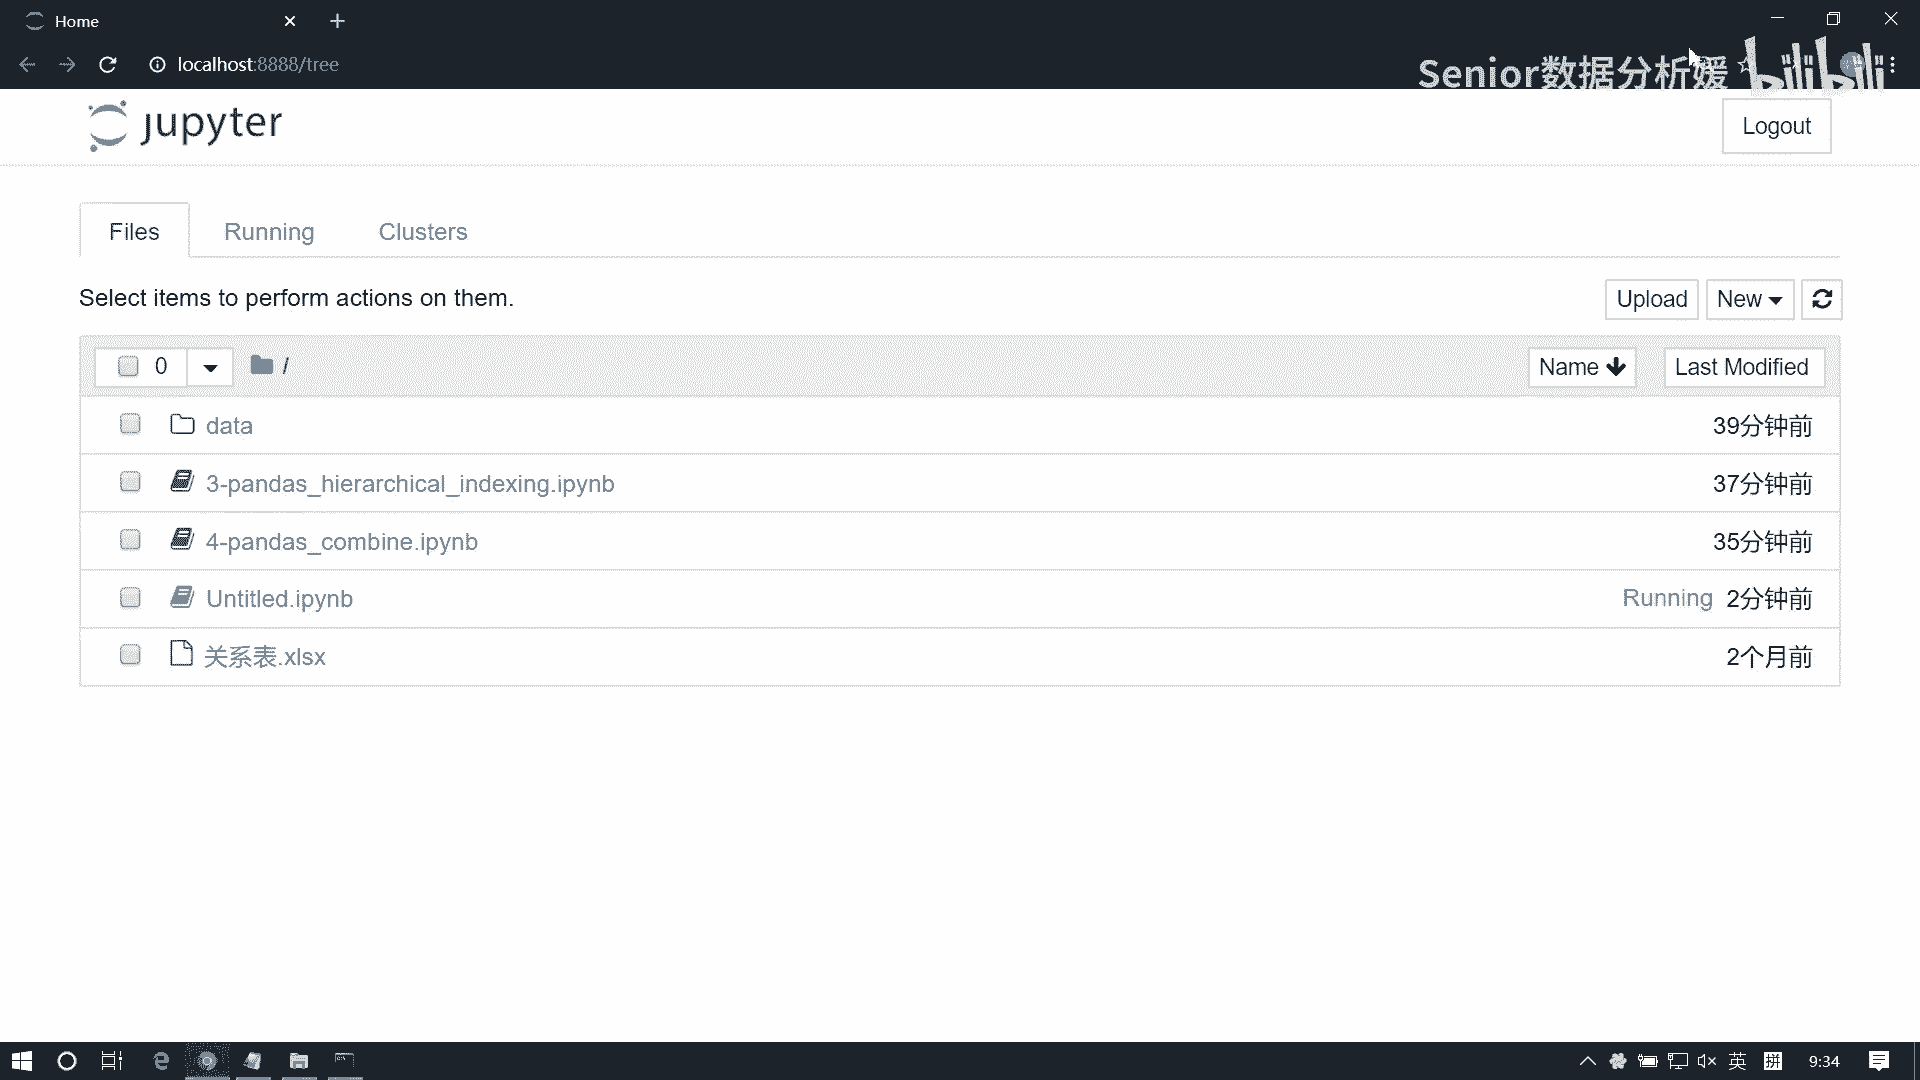 Home
localhost:8888/tree
Senior数据分析媛 bilibili
jupyter
Logout
Files Running Clusters
Select items to perform actions on them.
Upload New
0 / Name Last Modified
data 39分钟前
3-pandas_hierarchical_indexing.ipynb 37分钟前
4-pandas_combine.ipynb 35分钟前
Untitled.ipynb Running 2分钟前
关系表.xlsx 2个月前
英 拼 9:34